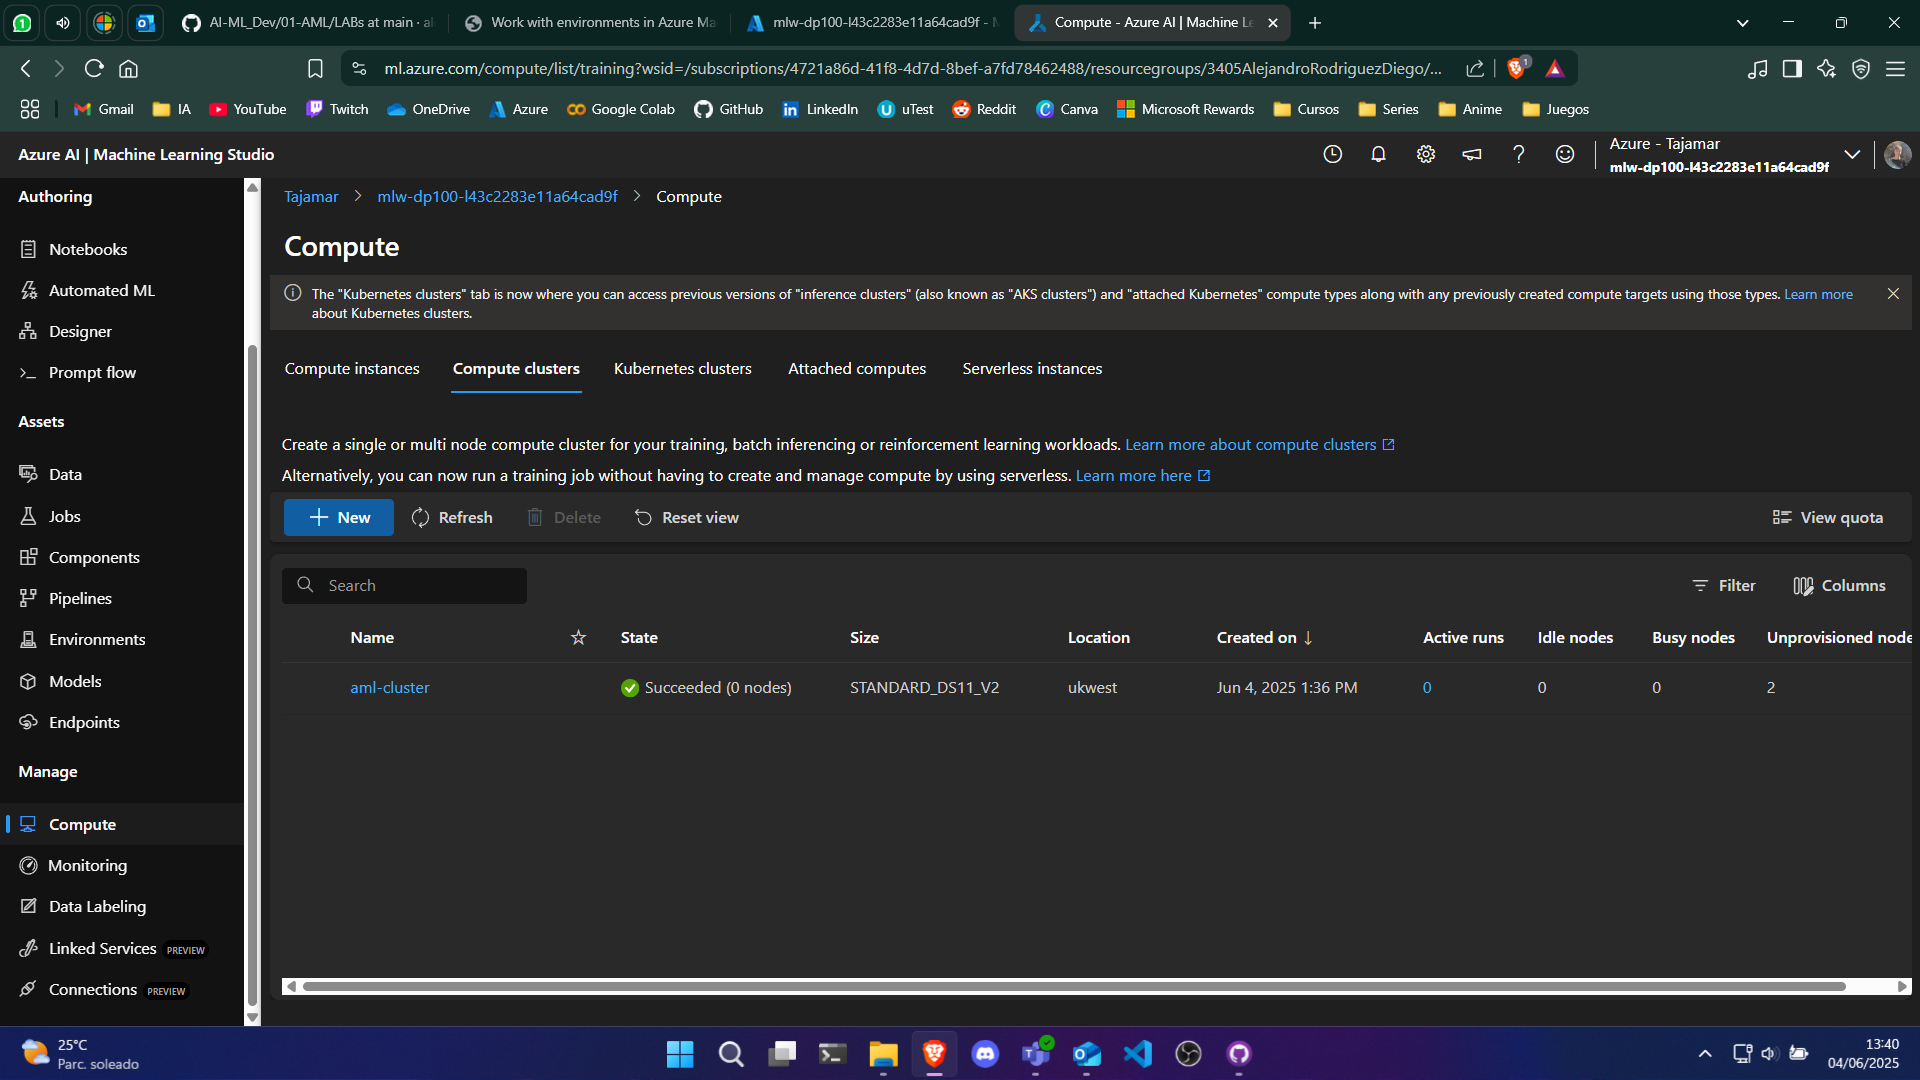 AI-ML_Dev/01-AML/LABs at main · al
Work with environments in Azure Ma
mlw-dp100-l43c2283e11a64cad9f - M
Compute - Azure AI | Machine Le
ml.azure.com/compute/list/training?wsid=/subscriptions/4721a86d-41f8-4d7d-8bef-a7fd78462488/resourcegroups/3405AlejandroRodriguezDiego/...
1
Gmail
IA
YouTube
Twitch
OneDrive
Azure
Google Colab
GitHub
LinkedIn
uTest
Reddit
Canva
Microsoft Rewards
Cursos
Series
Anime
Juegos
Azure AI | Machine Learning Studio
Azure - Tajamar
mlw-dp100-l43c2283e11a64cad9f
Authoring
Notebooks
Automated ML
Designer
Prompt flow
Assets
Data
Jobs
Components
Pipelines
Environments
Models
Endpoints
Manage
Compute
Monitoring
Data Labeling
Linked Services PREVIEW
Connections PREVIEW
Tajamar > mlw-dp100-l43c2283e11a64cad9f > Compute
Compute
The "Kubernetes clusters" tab is now where you can access previous versions of "inference clusters" (also known as "AKS clusters") and "attached Kubernetes" compute types along with any previously created compute targets using those types. Learn more
about Kubernetes clusters.
Compute instances
Compute clusters
Kubernetes clusters
Attached computes
Serverless instances
Create a single or multi node compute cluster for your training, batch inferencing or reinforcement learning workloads. Learn more about compute clusters
Alternatively, you can now run a training job without having to create and manage compute by using serverless. Learn more here
New
Refresh
Delete
Reset view
View quota
Search
Filter
Columns
Name State Size Location Created on ↓ Active runs Idle nodes Busy nodes Unprovisioned node
aml-cluster Succeeded (0 nodes) STANDARD_DS11_V2 ukwest Jun 4, 2025 1:36 PM 0 0 0 2
25°C
Parc. soleado
13:40
04/06/2025